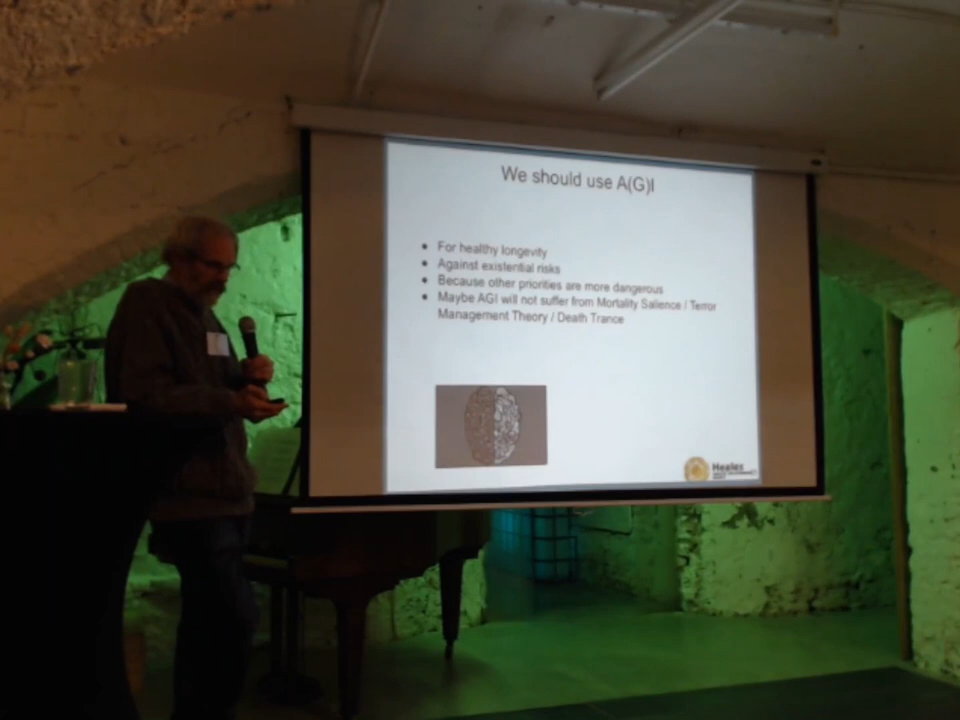 We should use A(G)I
For healthy longevity
Against existential risks
Because other priorities are more dangerous
Maybe AGI will not suffer from Mortality Salience / Terror
Management Theory / Death Trance
Heales